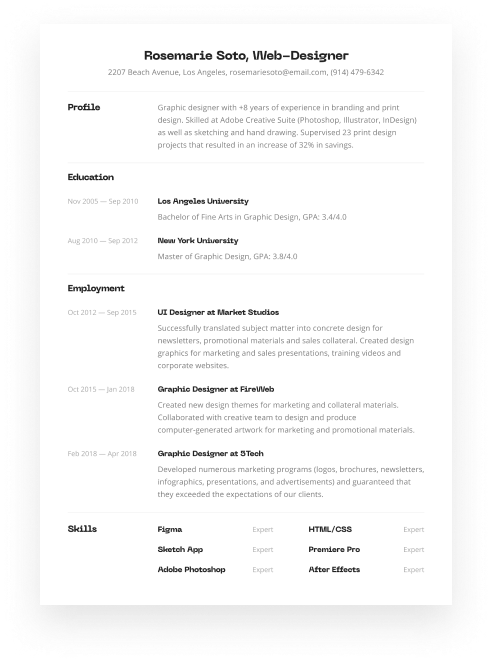 Rosemarie Soto, Web-Designer
2207 Beach Avenue, Los Angeles, rosemariesoto@email.com, (914) 479-6342
Profile
Graphic designer with +8 years of experience in branding and print
design. Skilled at Adobe Creative Suite (Photoshop, Illustrator, InDesign)
as well as sketching and hand drawing. Supervised 23 print design
projects that resulted in an increase of 32% in savings.
Education
Nov 2005 — Sep 2010 Los Angeles University
Bachelor of Fine Arts in Graphic Design, GPA: 3.4/4.0
Aug 2010 — Sep 2012 New York University
Master of Graphic Design, GPA: 3.8/4.0
Employment
Oct 2012 — Sep 2015 UI Designer at Market Studios
Successfully translated subject matter into concrete design for
newsletters, promotional materials and sales collateral. Created design
graphics for marketing and sales presentations, training videos and
corporate websites.
Oct 2015 — Jan 2018 Graphic Designer at FireWeb
Created new design themes for marketing and collateral materials.
Collaborated with creative team to design and produce
computer-generated artwork for marketing and promotional materials.
Feb 2018 — Apr 2018 Graphic Designer at STech
Developed numerous marketing programs (logos, brochures, newsletters,
infographics, presentations, and advertisements) and guaranteed that
they exceeded the expectations of our clients.
Skills
Figma Expert HTML/CSS Expert
Sketch App Expert Premiere Pro Expert
Adobe Photoshop Expert After Effects Expert